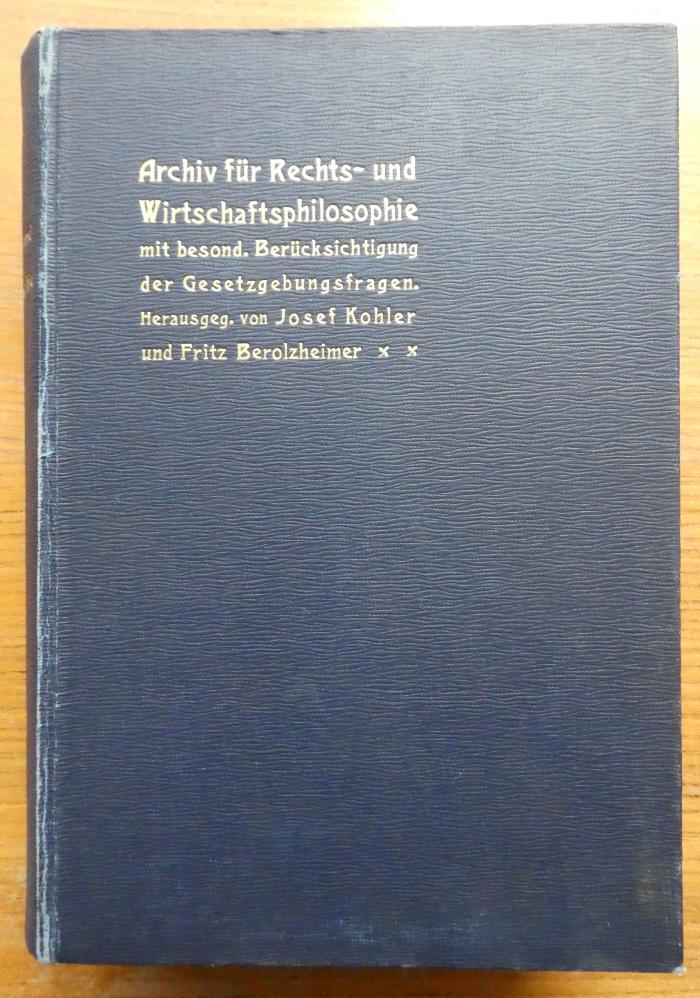 Archiv für Rechts- und
Wirtschaftsphilosophie
mit besond. Berücksichtigung
der Gesetzgebungsfragen.
Herausgeg. von Josef Kohler
und Fritz Berolzheimer × ×